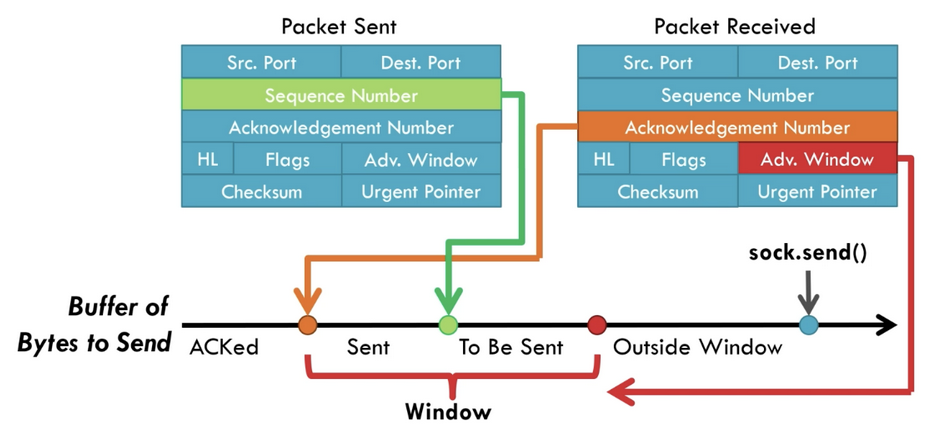 Packet Sent
Src. Port Dest. Port
Sequence Number
Acknowledgement Number
HL Flags Adv. Window
Checksum Urgent Pointer
Packet Received
Src. Port Dest. Port
Sequence Number
Acknowledgement Number
HL Flags Adv. Window
Checksum Urgent Pointer
sock.send()
Buffer of
Bytes to Send
ACKed Sent To Be Sent Outside Window
Window